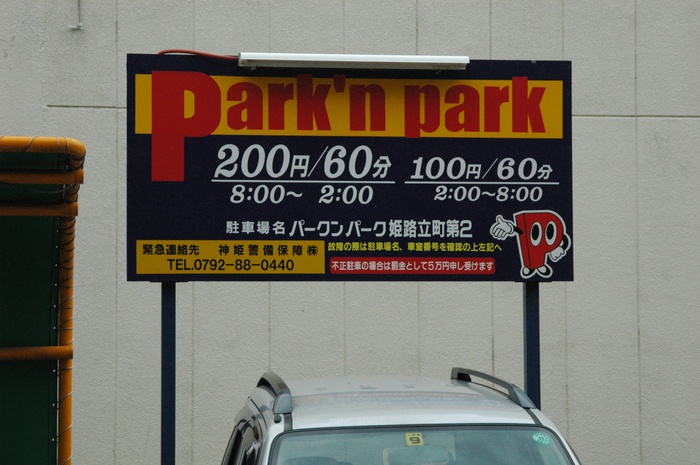 Park'n park
200円/60分
8:00~ 2:00
100円/60分
2:00~8:00
駐車場名 パークンパーク姫路立町第2
緊急連絡先 神姫警備保障㈱
TEL.0792-88-0440
故障の際は駐車場名、車室番号を確認の上左記へ
不正駐車の場合は罰金として5万円申し受けます
6